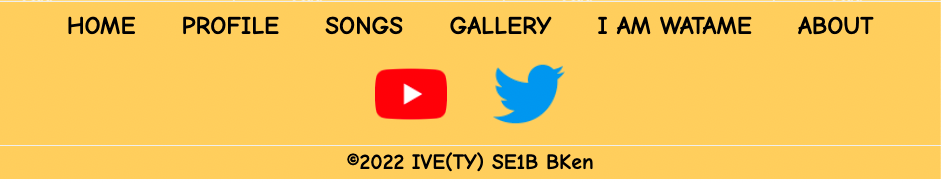 HOME PROFILE SONGS GALLERY I AM WATAME ABOUT
©2022 IVE(TY) SE1B BKen